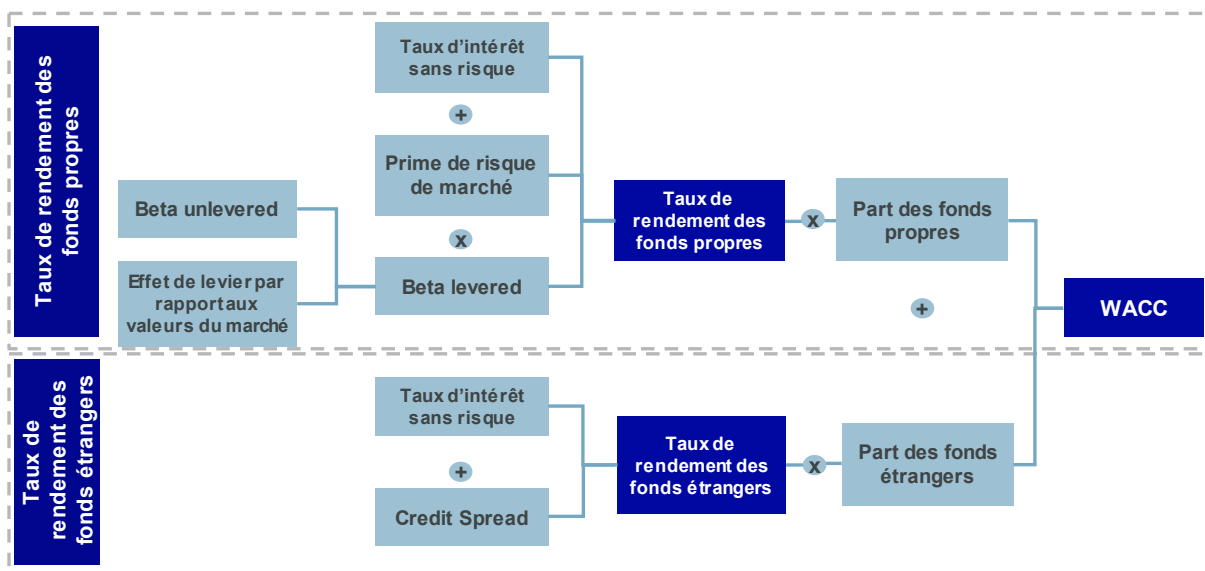 Taux de rendement des
fonds propres
Taux d'intérêt
sans risque
+
Prime de risque
de marché
x
Beta unlevered
Effet de levier par
rapport aux
valeurs du marché
Beta levered
Taux de
rendement des
fonds propres
x
Part des fonds
propres
+
WACC
Taux de
rendement des
fonds étrangers
Taux d'intérêt
sans risque
+
Credit Spread
Taux de
rendement des
fonds étrangers
x
Part des fonds
étrangers